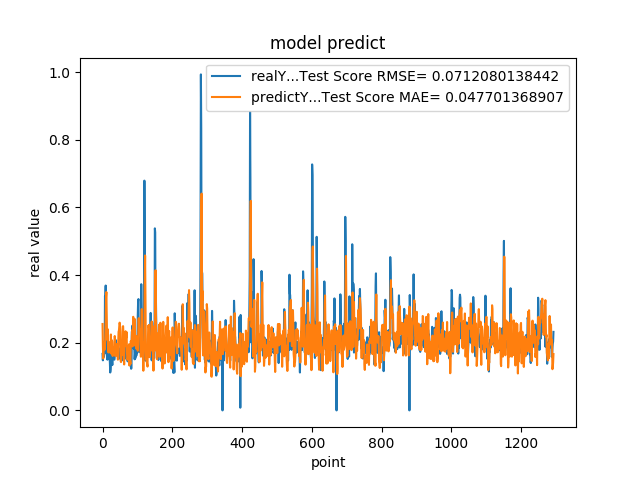 model predict
realY...Test Score RMSE= 0.0712080138442
predictY...Test Score MAE= 0.047701368907
1.0
0.8
0.6
0.4
0.2
0.0
real value
0 200 400 600 800 1000 1200
point